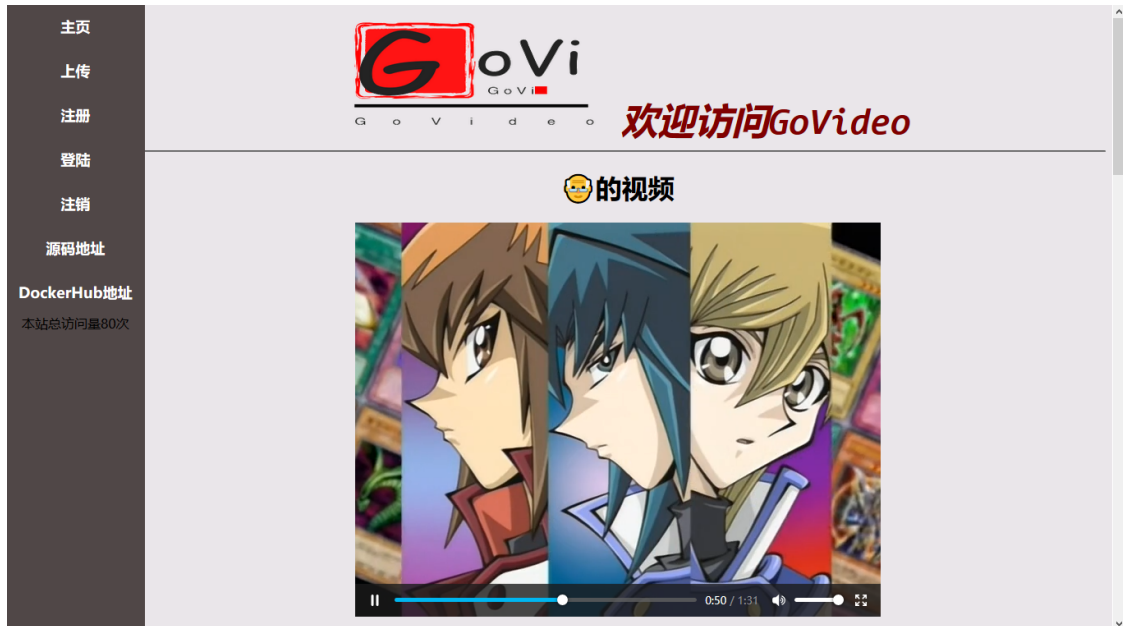 主页
上传
注册
登陆
注销
源码地址
DockerHub地址
本站总访问量80次
GoVi
GoVi
GoVideo
欢迎访问GoVideo
👴的视频
0:50 / 1:31